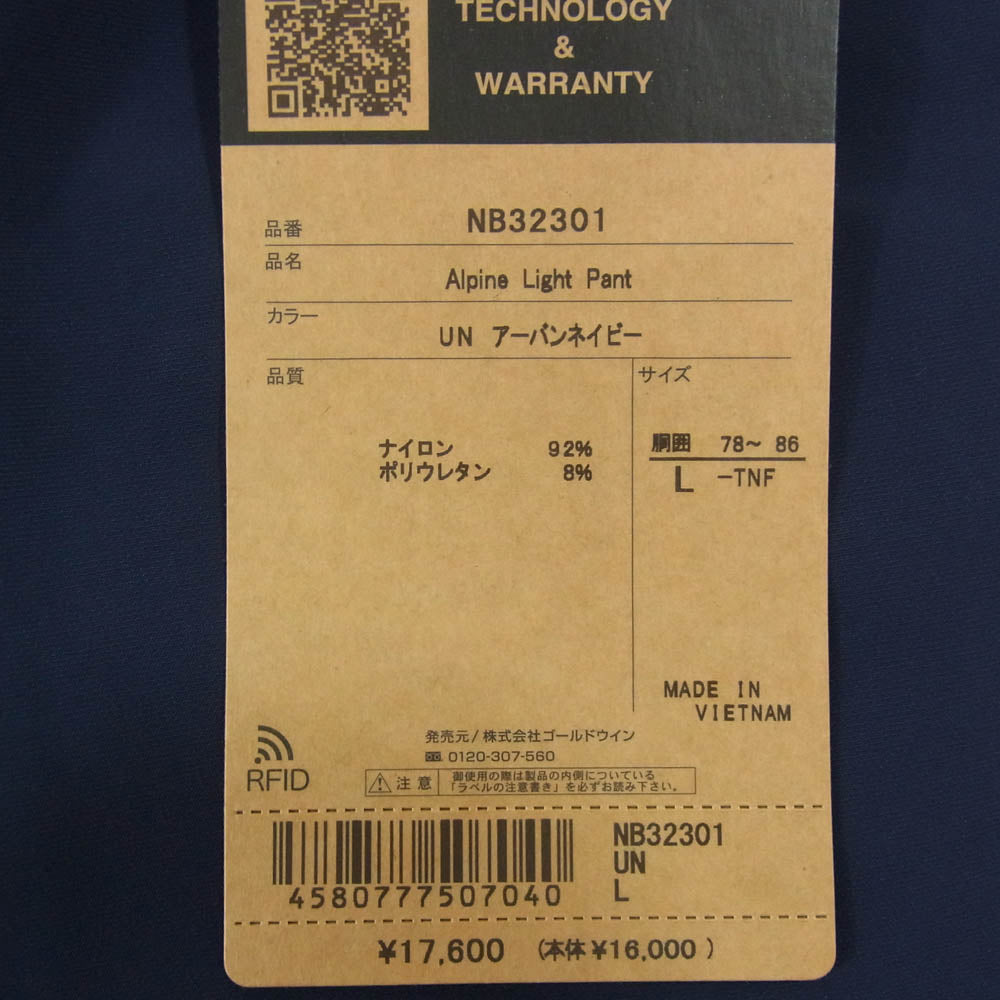 TECHNOLOGY
&
WARRANTY
品番 NB32301
品名 Alpine Light Pant
カラー UN アーバンネイビー
品質
ナイロン 92%
ポリウレタン 8%
サイズ
胴囲 78～ 86
L -TNF
MADE IN
VIETNAM
RFID
発売元/株式会社ゴールドウイン
0120-307-560
注意
御使用の際は製品の内側についている
「ラベルの注意書き」を必ずお読み下さい。
4580777507040
NB32301
UN
L
¥17,600 (本体¥16,000 )